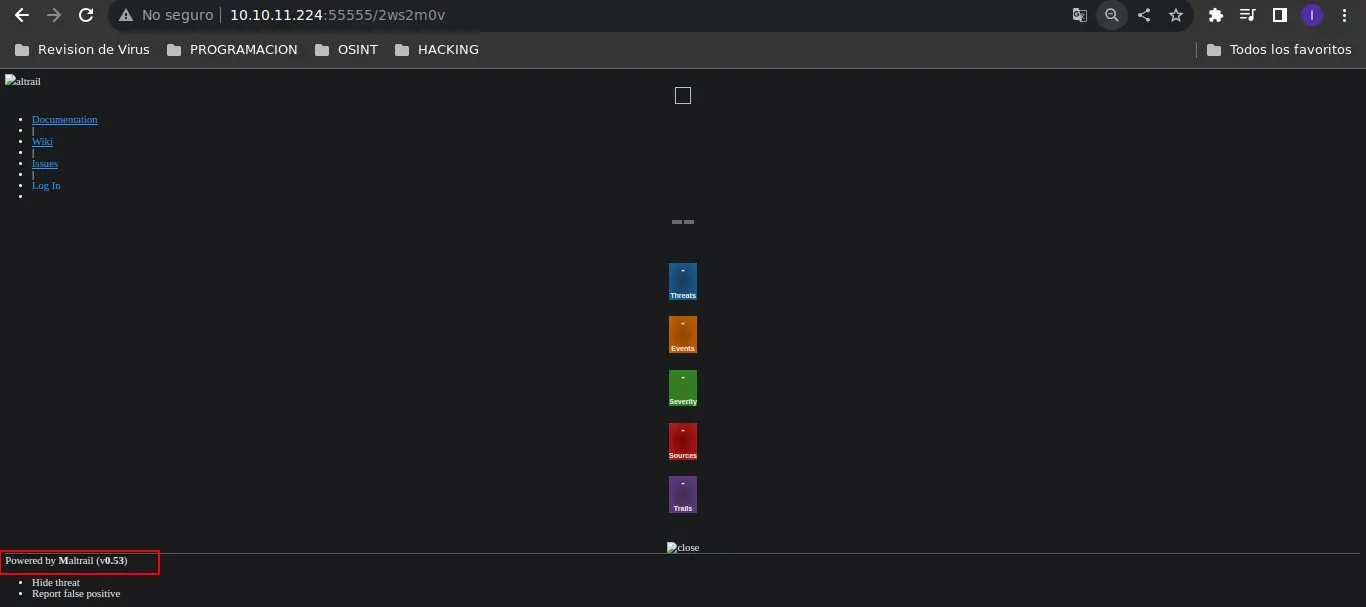 No seguro
10.10.11.224:55555/2ws2m0v
I
Revision de Virus
PROGRAMACION
OSINT
HACKING
Todos los favoritos
altrail
Documentation
|
Wiki
|
Issues
|
Log In
-
Threats
-
Events
-
Severity
-
Sources
-
Trails
close
Powered by Maltrail (v0.53)
Hide threat
Report false positive